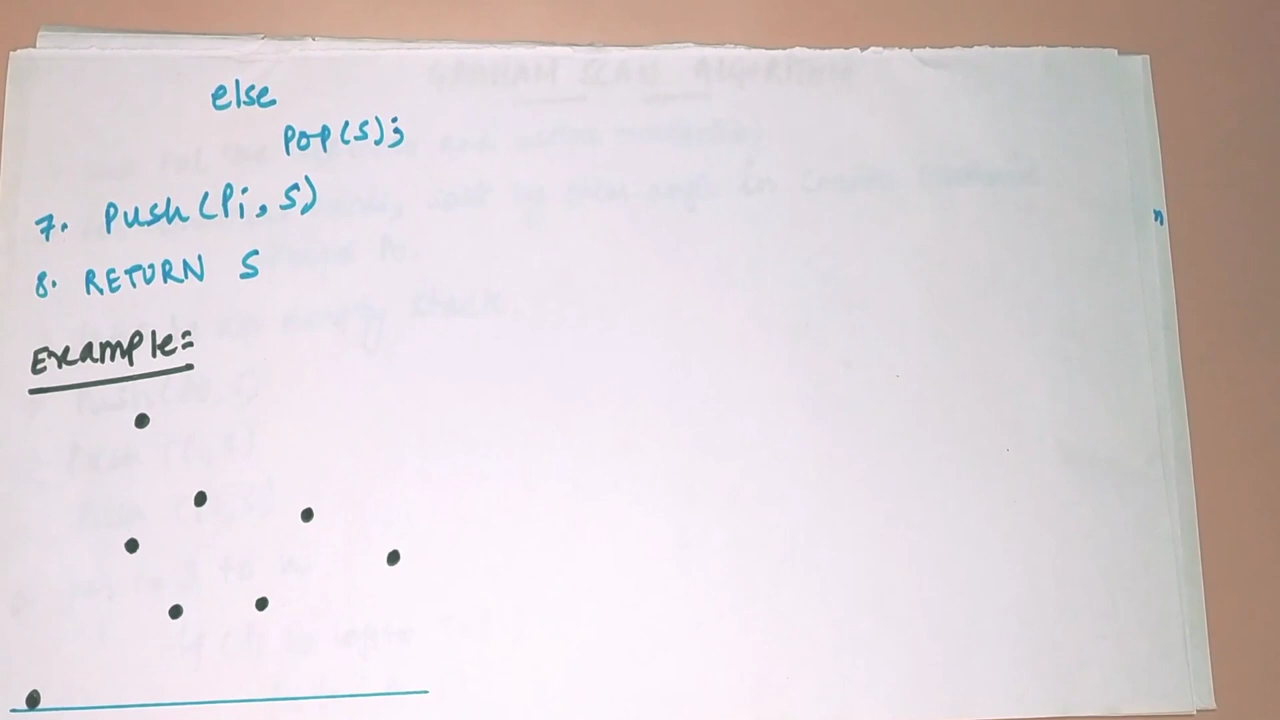 else
Pop(S);
7. Push(Pi, S)
8. RETURN S
Example:
n